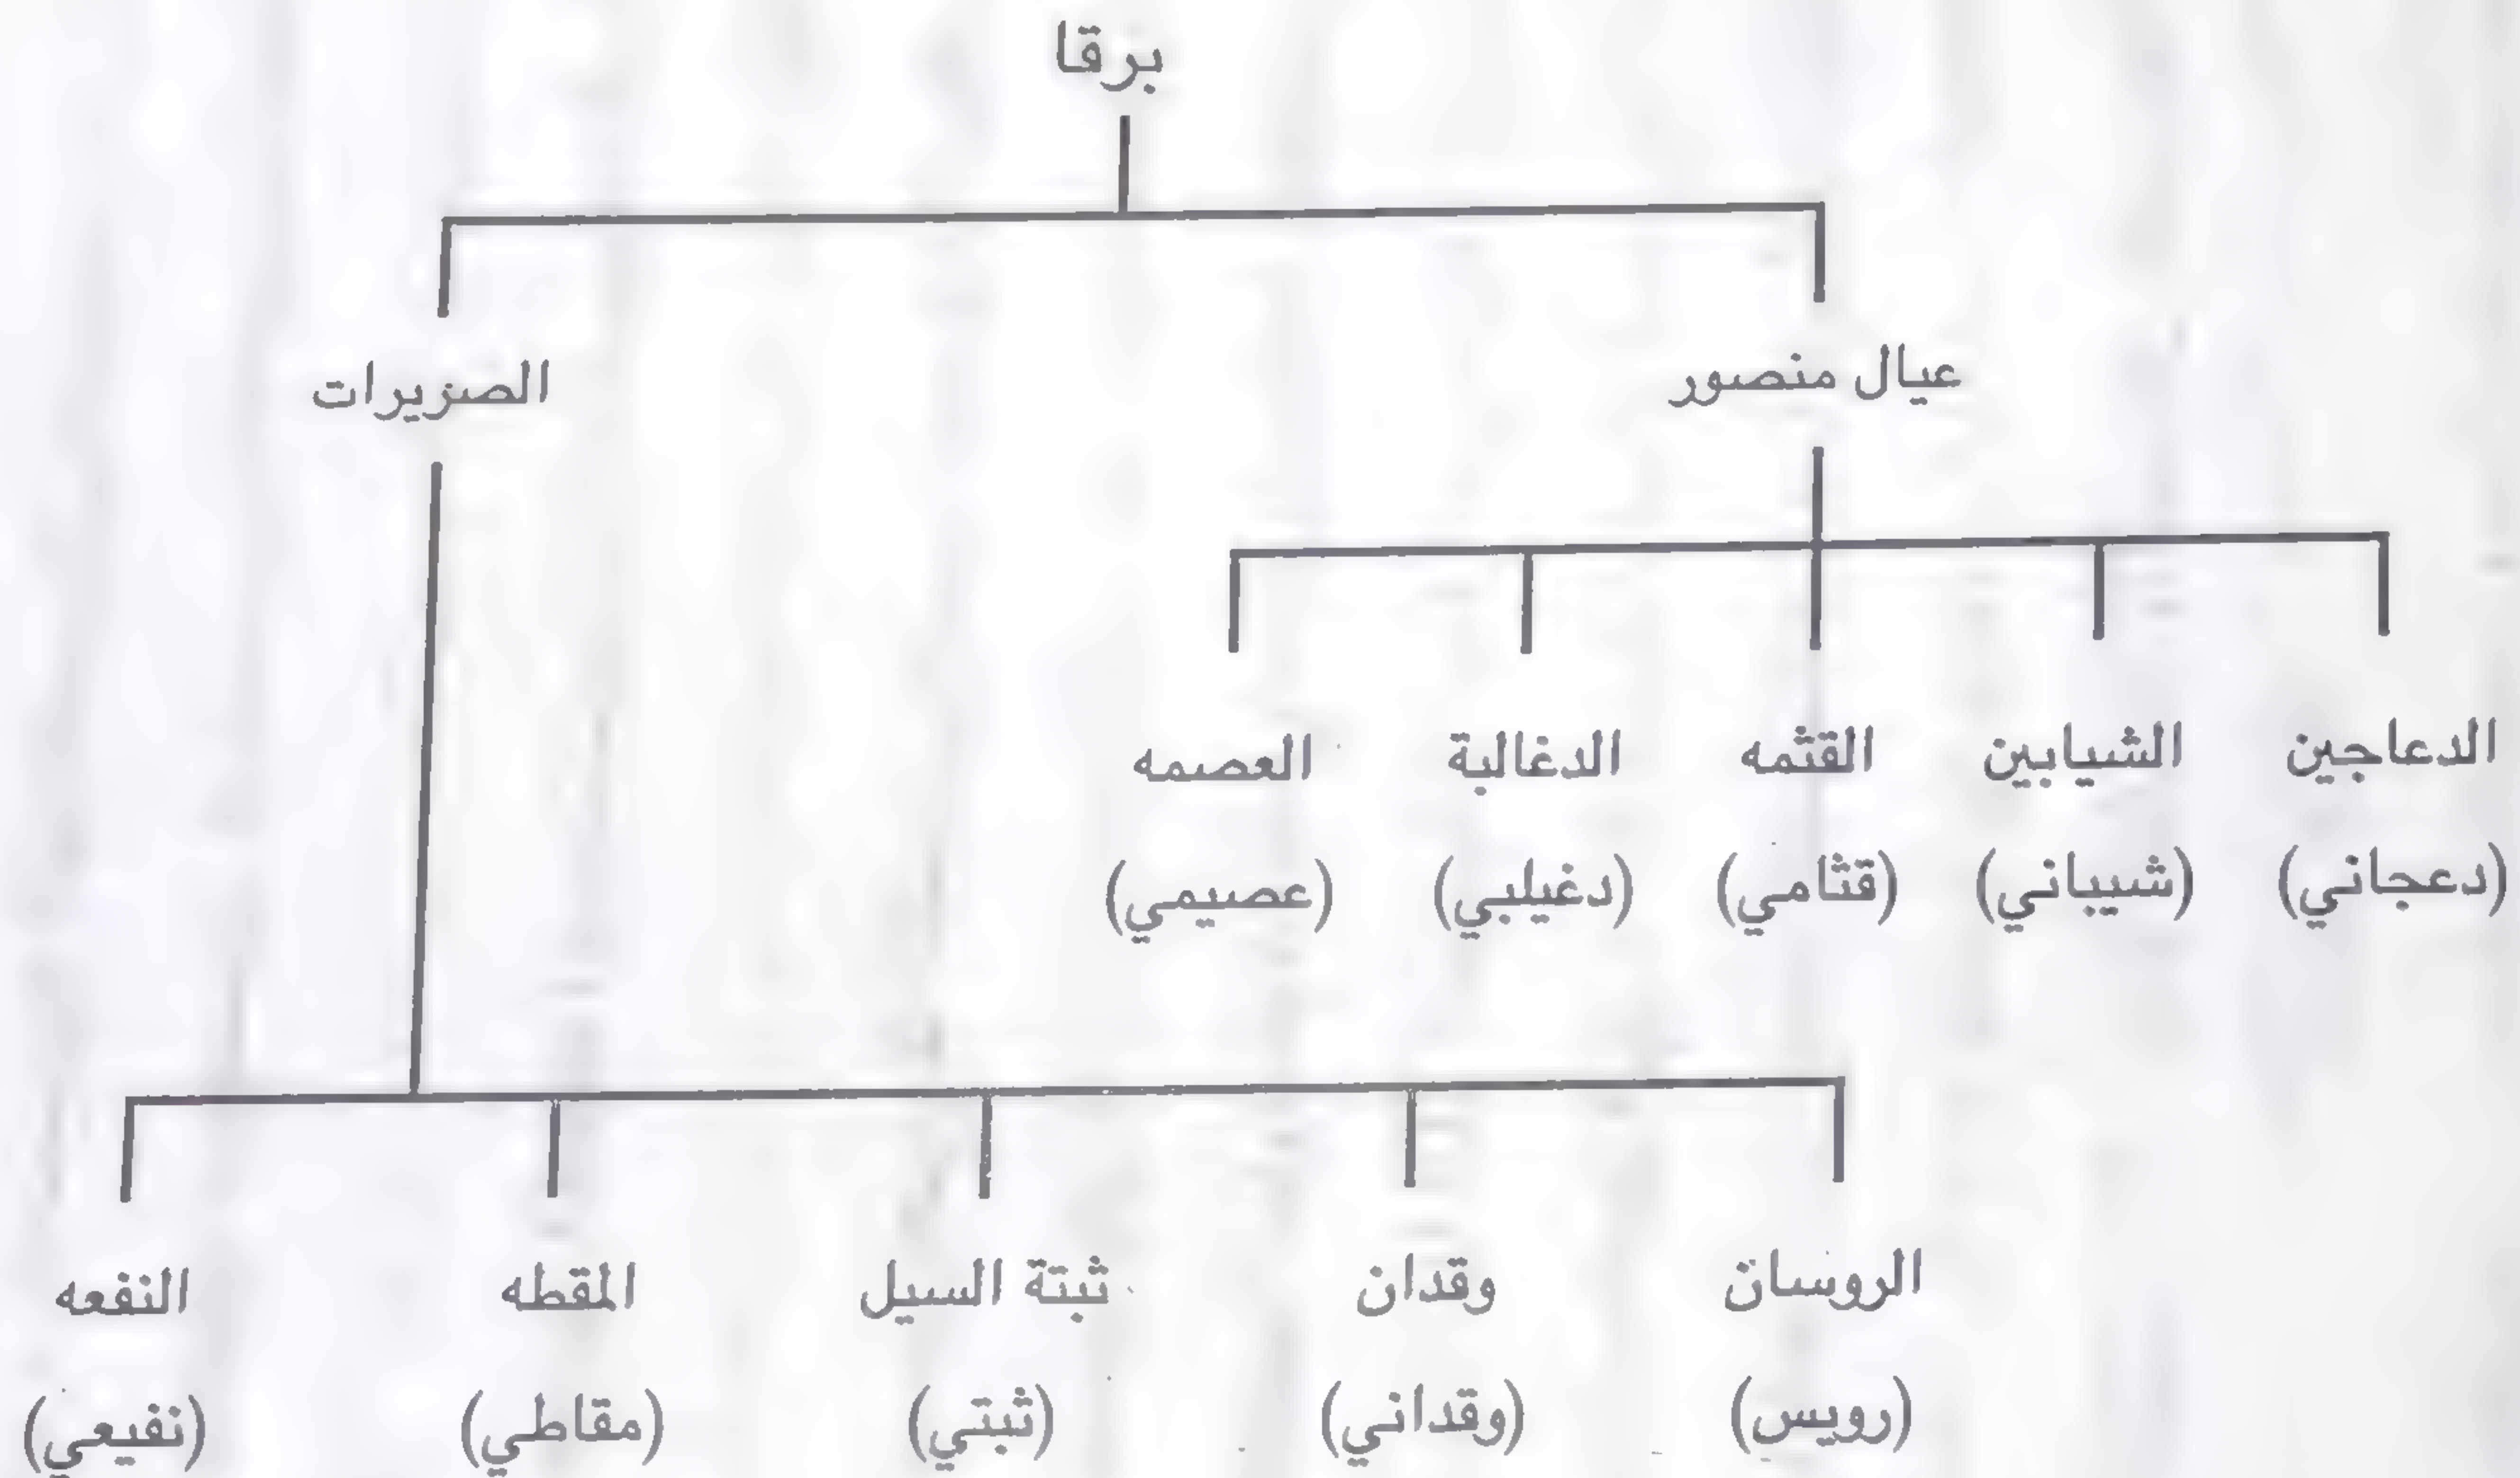 برقا
عيال منصور
الصزيرات
الدعاجين
الشيابين
القثمه
الدغالبة
العصمه
(دعجاني)
(شيباني)
(قثامي)
(دغيلبي)
(عصيمي)
الروسان
وقدان
ثبتة السيل
المقطه
النفعه
(رويس)
(وقداني)
(ثبتي)
(مقاطي)
(نفيعي)